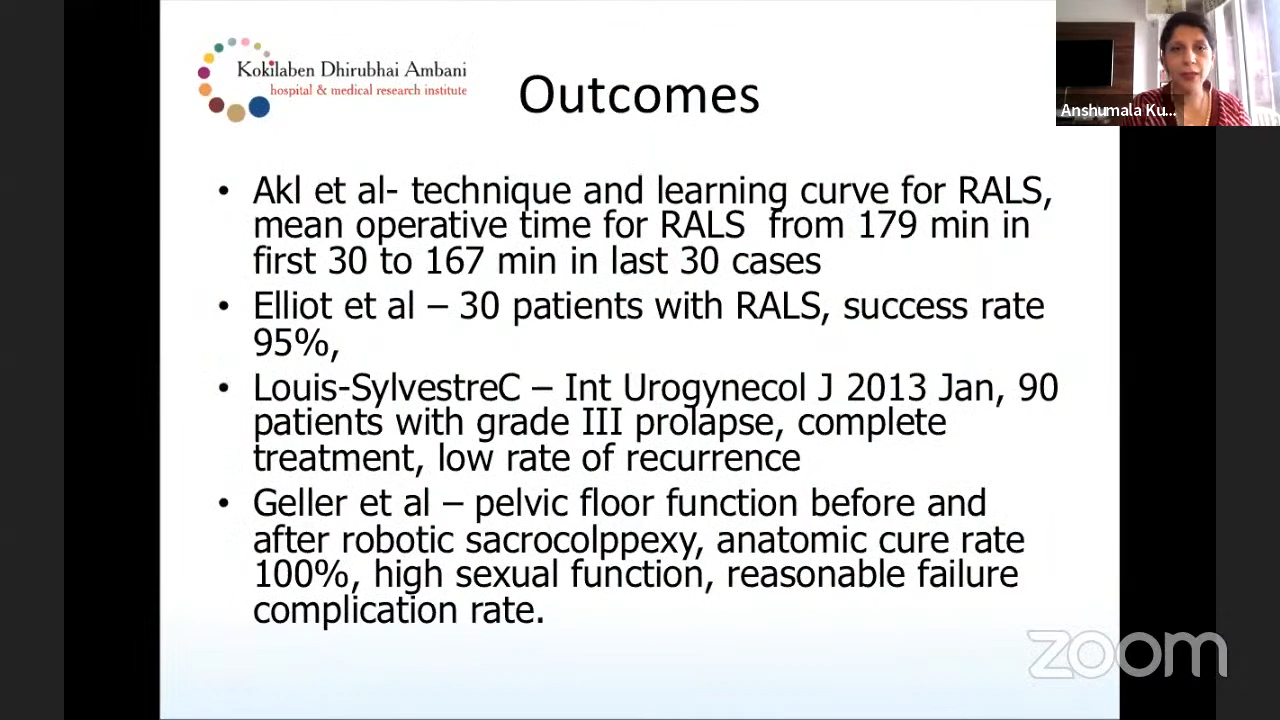 Kokilaben Dhirubhai Ambani
hospital & medical research institute
Outcomes
Anshumala Ku...
• Akl et al- technique and learning curve for RALS,
mean operative time for RALS from 179 min in
first 30 to 167 min in last 30 cases
• Elliot et al – 30 patients with RALS, success rate
95%,
• Louis-SylvestreC – Int Urogynecol J 2013 Jan, 90
patients with grade III prolapse, complete
treatment, low rate of recurrence
• Geller et al – pelvic floor function before and
after robotic sacrocolppexy, anatomic cure rate
100%, high sexual function, reasonable failure
complication rate.
zoom